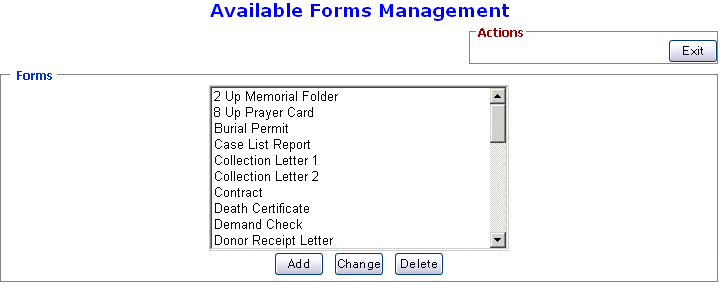 Available Forms Management
Actions
Exit
Forms
2 Up Memorial Folder
8 Up Prayer Card
Burial Permit
Case List Report
Collection Letter 1
Collection Letter 2
Contract
Death Certificate
Demand Check
Donor Receipt Letter
Add Change Delete